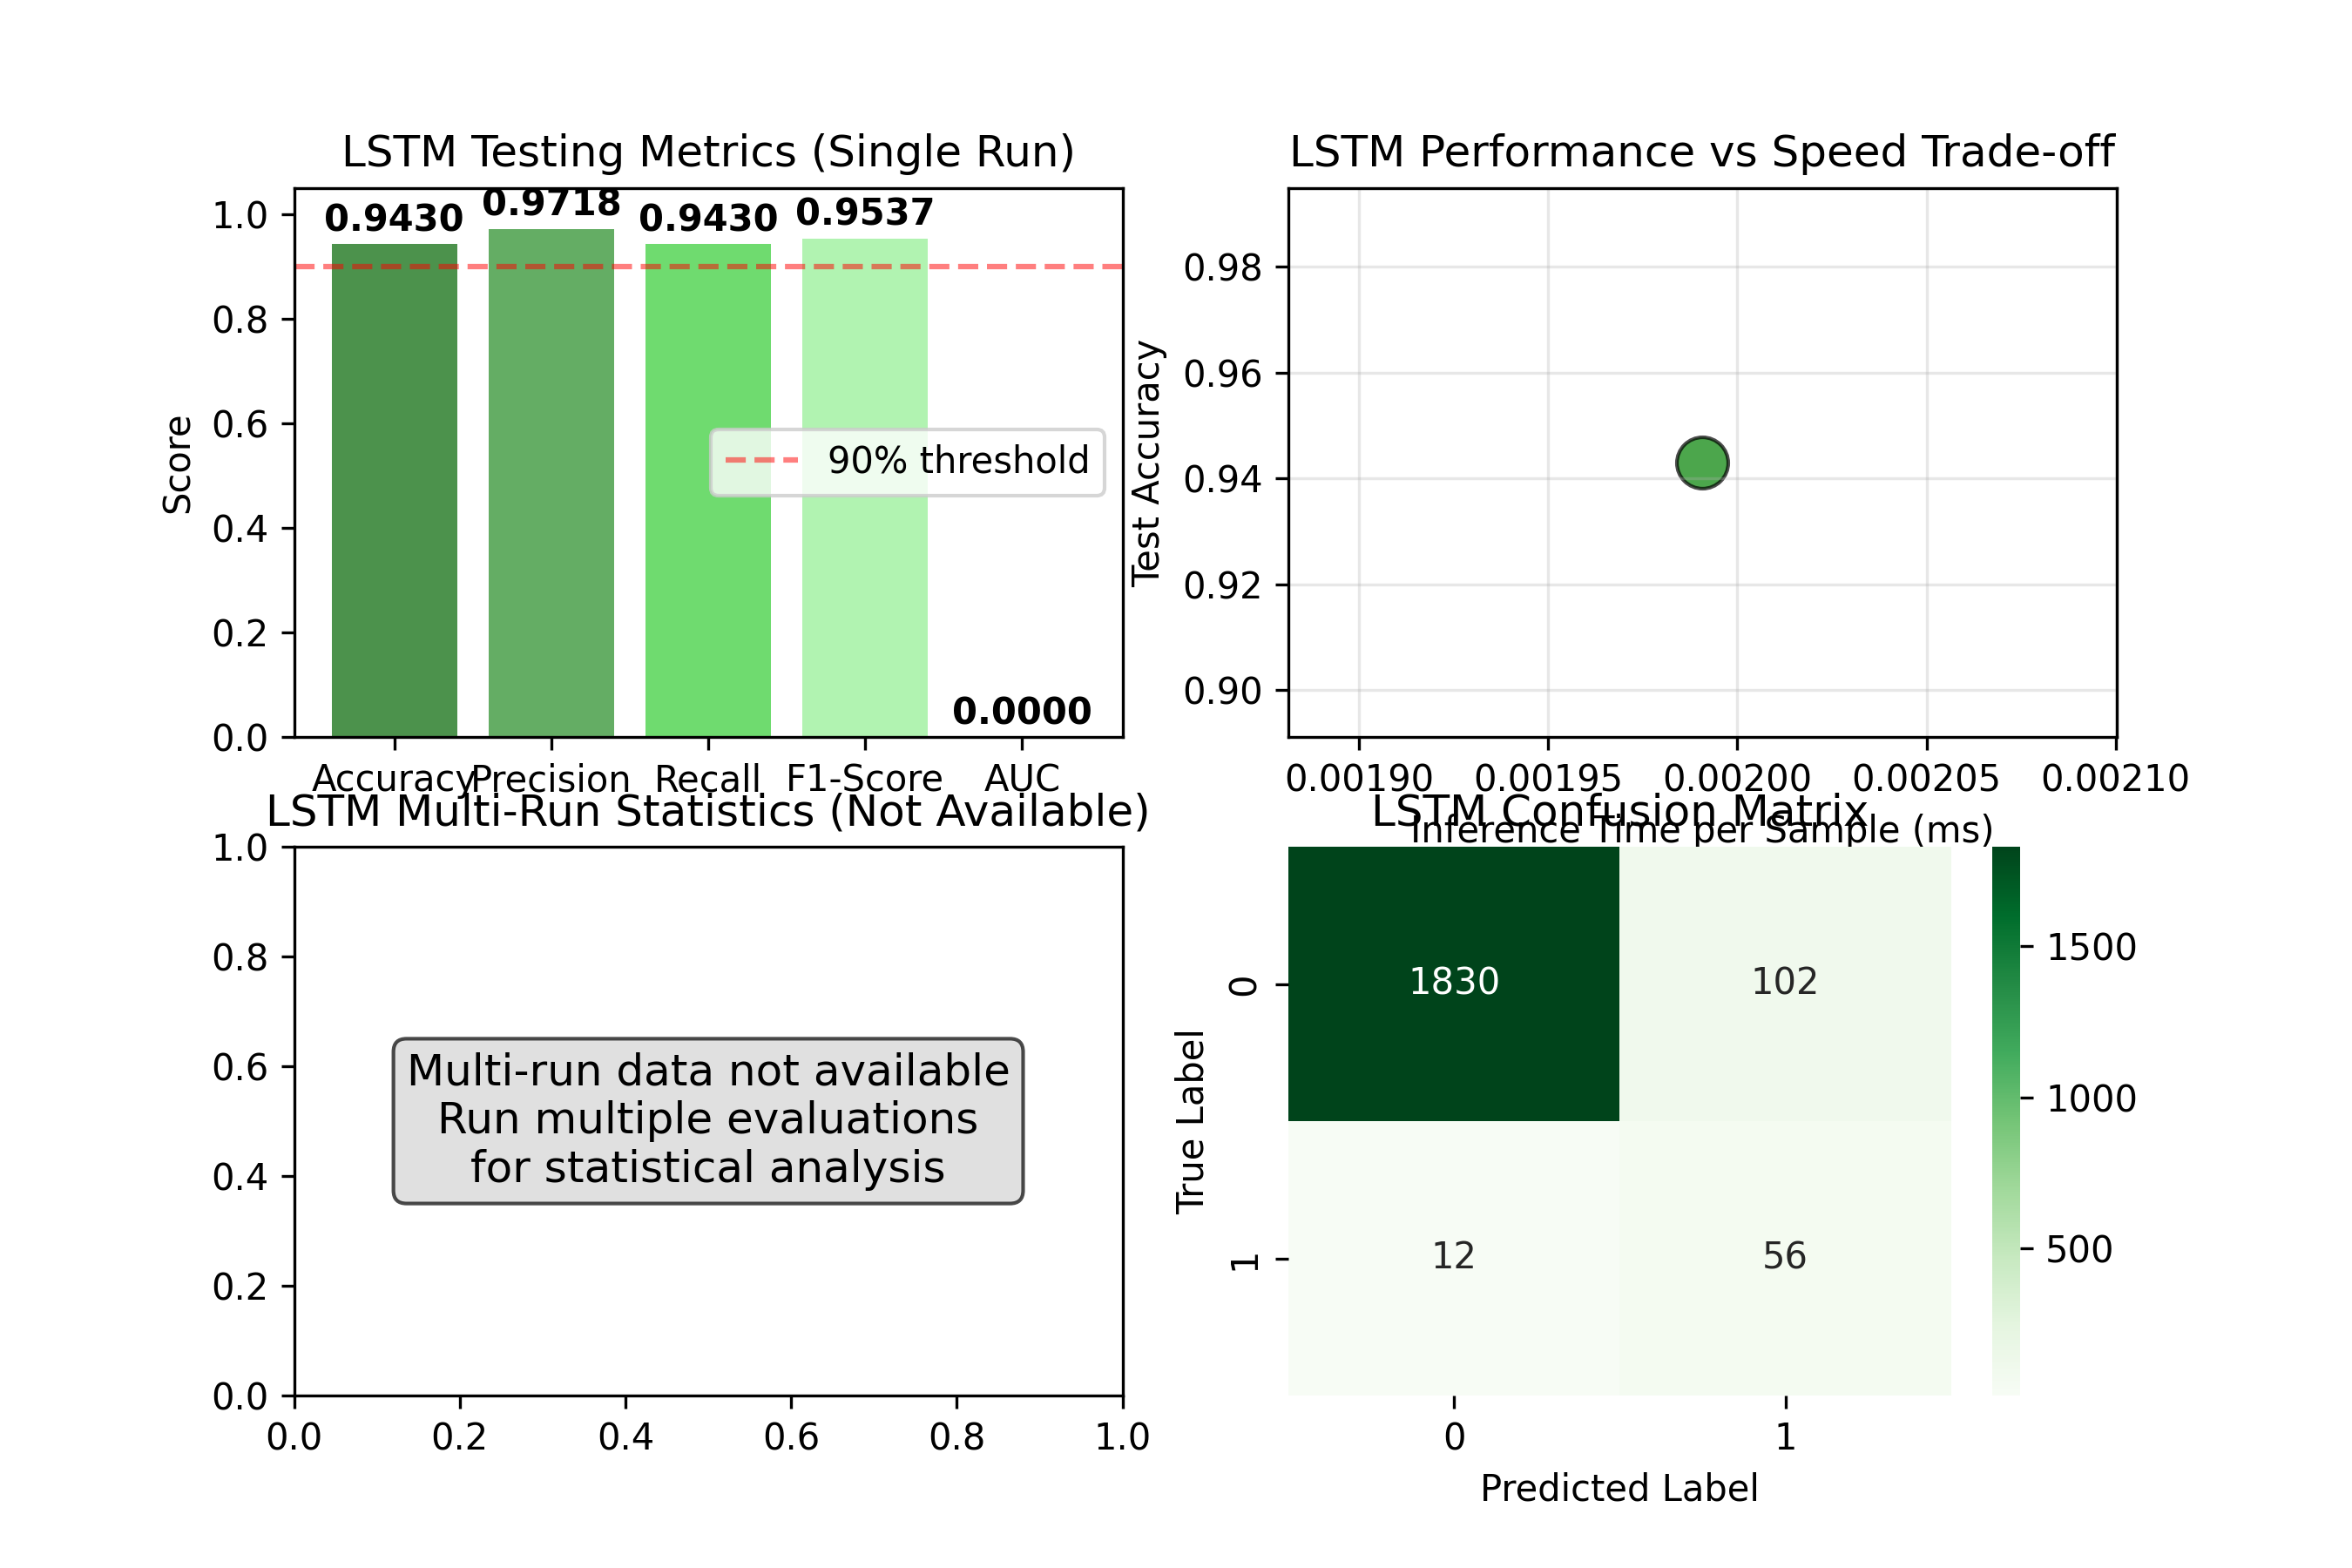 LSTM Testing Metrics (Single Run)
Score
1.0
0.8
0.6
0.4
0.2
0.0
0.9430
0.9718
0.9430
0.9537
0.0000
90% threshold
Accuracy
Precision
Recall
F1-Score
AUC
LSTM Performance vs Speed Trade-off
Test Accuracy
0.98
0.96
0.94
0.92
0.90
0.00190
0.00195
0.00200
0.00205
0.00210
Inference Time per Sample (ms)
LSTM Multi-Run Statistics (Not Available)
1.0
0.8
0.6
0.4
0.2
0.0
Multi-run data not available
Run multiple evaluations
for statistical analysis
0.0
0.2
0.4
0.6
0.8
1.0
LSTM Confusion Matrix
True Label
0
1
1830
102
12
56
0
1
Predicted Label
1500
1000
500